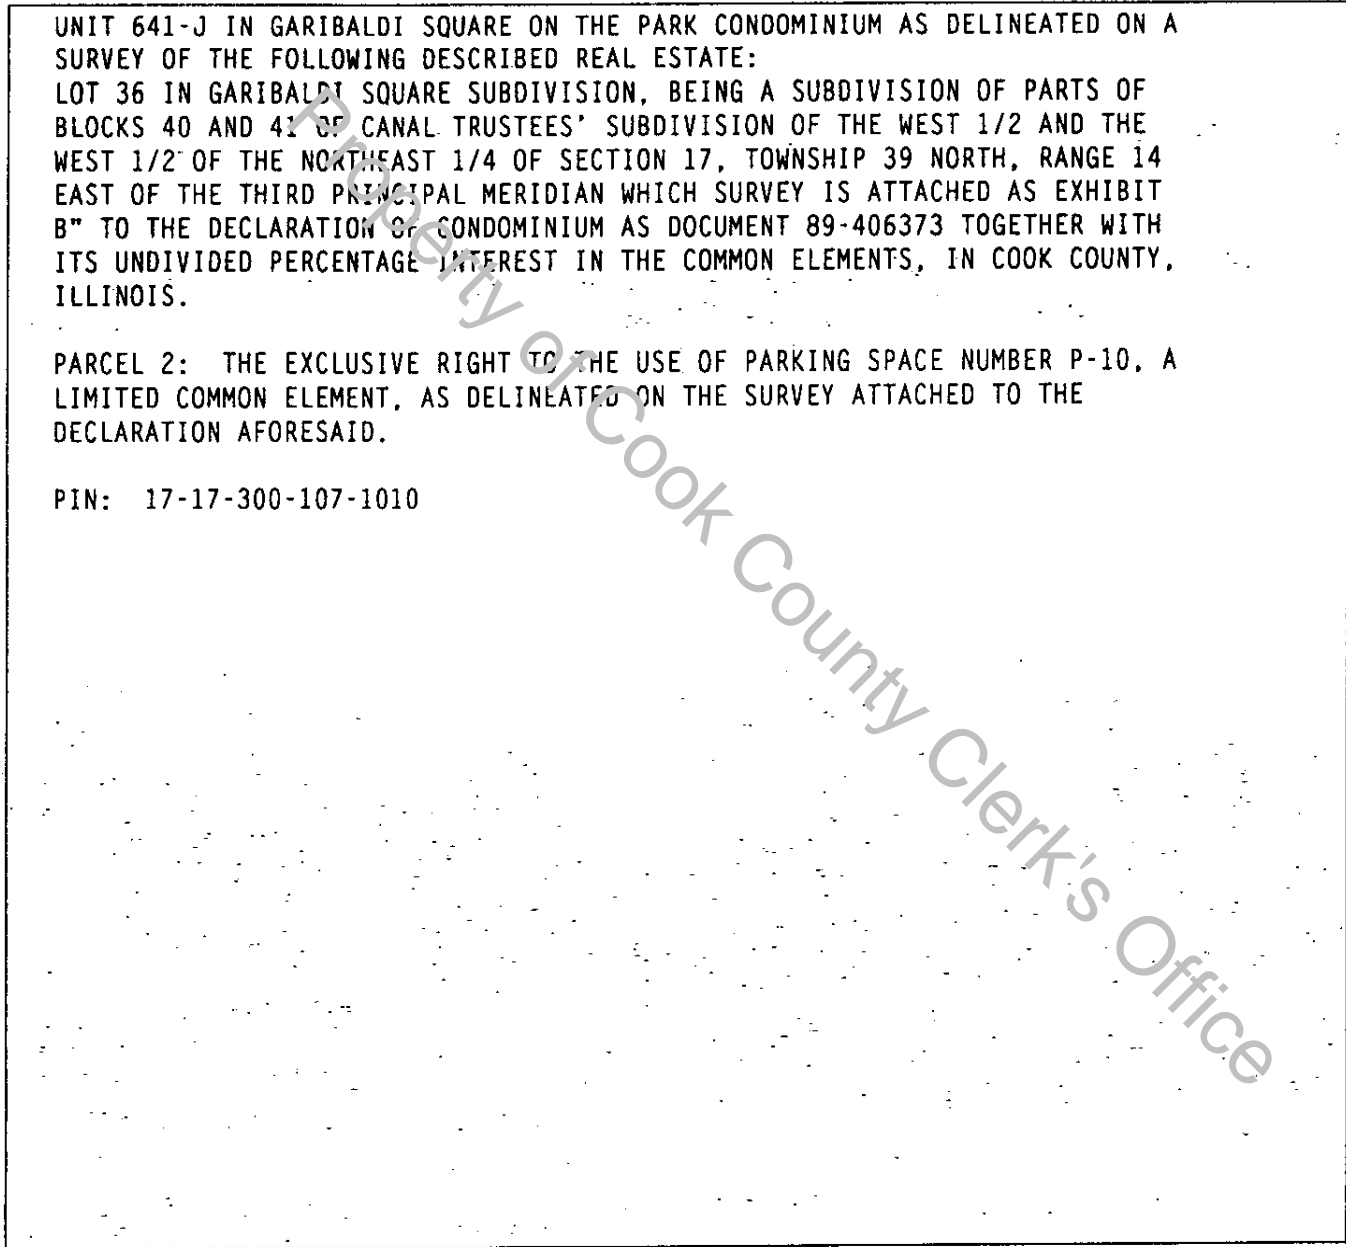 UNIT 641-J IN GARIBALDI SQUARE ON THE PARK CONDOMINIUM AS DELINEATED ON A
SURVEY OF THE FOLLOWING DESCRIBED REAL ESTATE:
LOT 36 IN GARIBALDI SQUARE SUBDIVISION, BEING A SUBDIVISION OF PARTS OF
BLOCKS 40 AND 41 OF CANAL TRUSTEES' SUBDIVISION OF THE WEST 1/2 AND THE
WEST 1/2 OF THE NORTHEAST 1/4 OF SECTION 17, TOWNSHIP 39 NORTH, RANGE 14
EAST OF THE THIRD PRINCIPAL MERIDIAN WHICH SURVEY IS ATTACHED AS EXHIBIT
B" TO THE DECLARATION OF CONDOMINIUM AS DOCUMENT 89-406373 TOGETHER WITH
ITS UNDIVIDED PERCENTAGE INTEREST IN THE COMMON ELEMENTS, IN COOK COUNTY,
ILLINOIS.
PARCEL 2: THE EXCLUSIVE RIGHT TO THE USE OF PARKING SPACE NUMBER P-10, A
LIMITED COMMON ELEMENT, AS DELINEATED ON THE SURVEY ATTACHED TO THE
DECLARATION AFORESAID.
PIN: 17-17-300-107-1010
Property of Cook County Clerk's Office